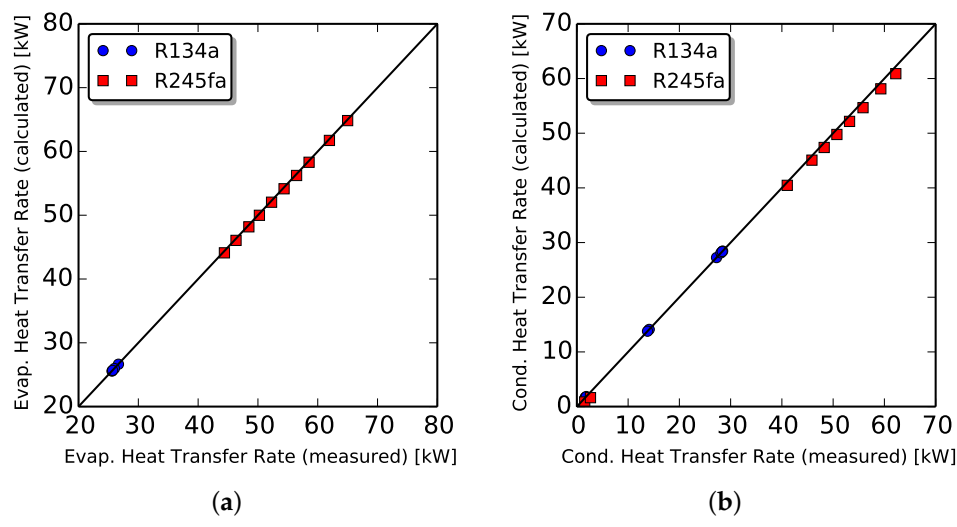 80
70
60
50
40
30
20
20 30 40 50 60 70 80
Evap. Heat Transfer Rate (calculated) [kW]
Evap. Heat Transfer Rate (measured) [kW]
R134a
R245fa
(a)
70
60
50
40
30
20
10
0
0 10 20 30 40 50 60 70
Cond. Heat Transfer Rate (calculated) [kW]
Cond. Heat Transfer Rate (measured) [kW]
R134a
R245fa
(b)